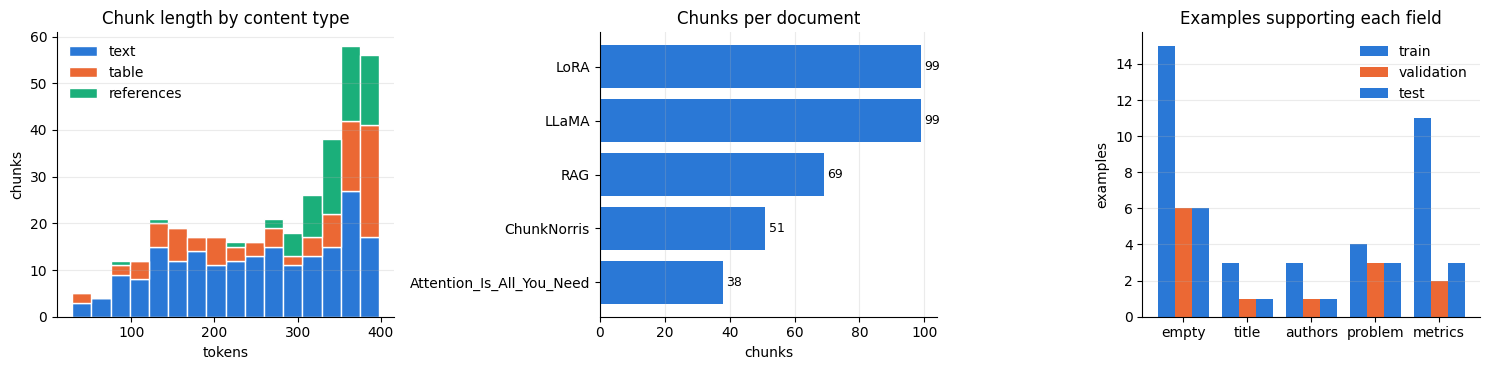 Chunk length by content type
60
50
40
30
20
10
0
chunks
text
table
references
100
200
300
400
tokens
Chunks per document
LoRA
LLaMA
RAG
ChunkNorris
Attention_Is_All_You_Need
99
99
69
51
38
0
20
40
60
80
100
chunks
Examples supporting each field
14
12
10
8
6
4
2
0
examples
train
validation
test
empty
title
authors
problem
metrics